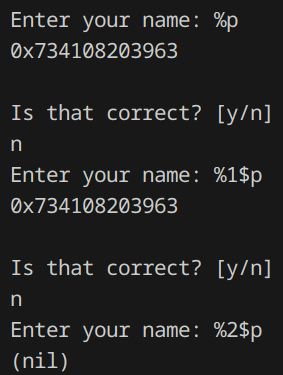 Enter your name: %p
0x734108203963
Is that correct? [y/n]
n
Enter your name: %1$p
0x734108203963
Is that correct? [y/n]
n
Enter your name: %2$p
(nil)